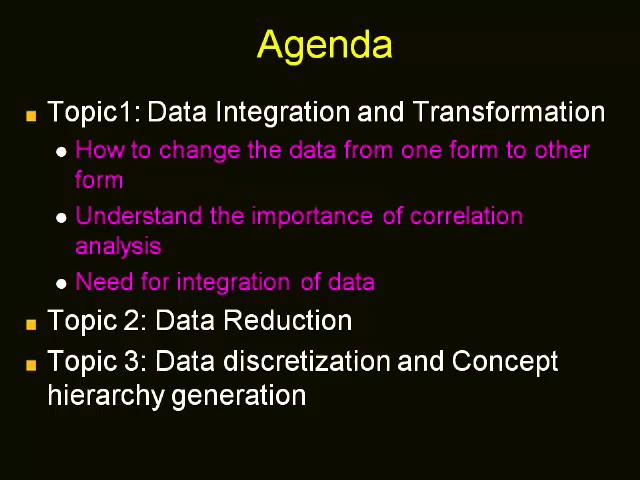 Agenda
Topic1: Data Integration and Transformation
How to change the data from one form to other
form
Understand the importance of correlation
analysis
Need for integration of data
Topic 2: Data Reduction
Topic 3: Data discretization and Concept
hierarchy generation